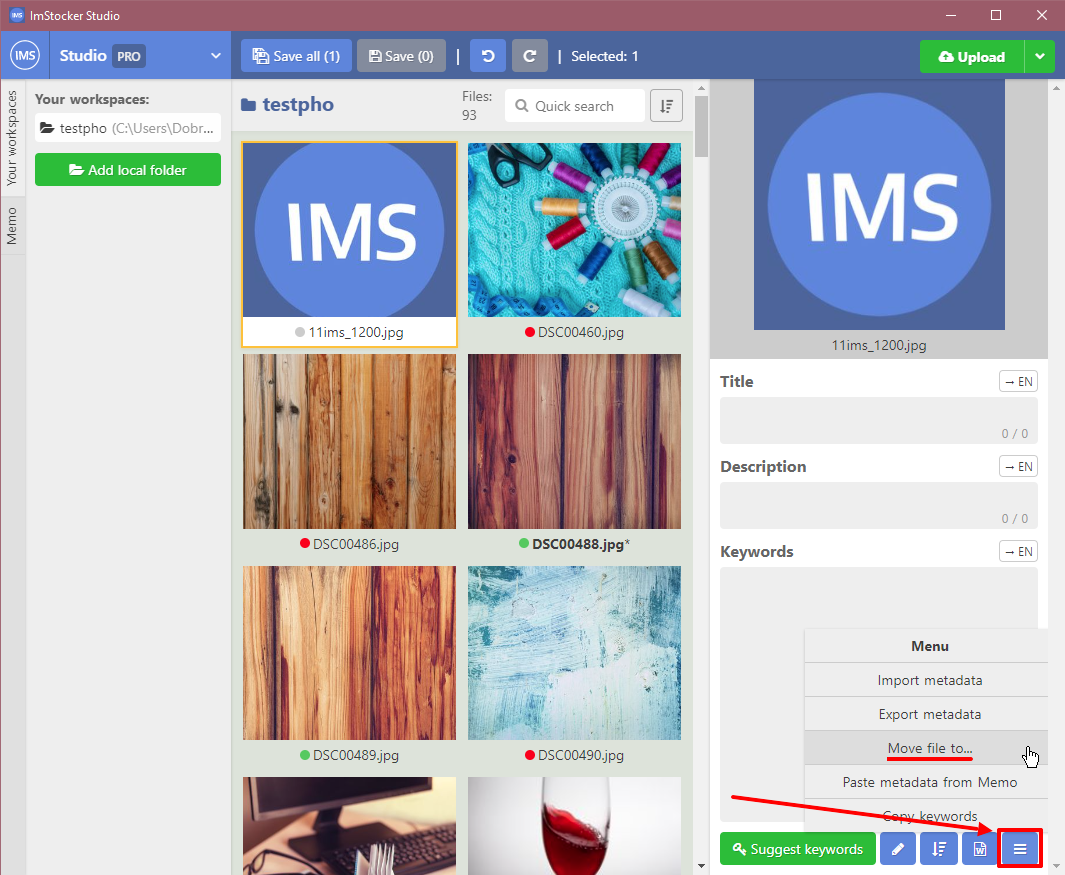 IMS ImStocker Studio
IMS Studio PRO
Save all (1) Save (0) | | Selected: 1 Upload
Your workspaces
Memo
Your workspaces:
testpho (C:\Users\Dobr...
Add local folder
testpho
Files:
93
Quick search
IMS
11ims_1200.jpg
DSC00460.jpg
DSC00486.jpg
DSC00488.jpg*
DSC00489.jpg
DSC00490.jpg
IMS
11ims_1200.jpg
Title → EN
0 / 0
Description → EN
0 / 0
Keywords → EN
Menu
Import metadata
Export metadata
Move file to...
Paste metadata from Memo
Copy keywords
Suggest keywords W